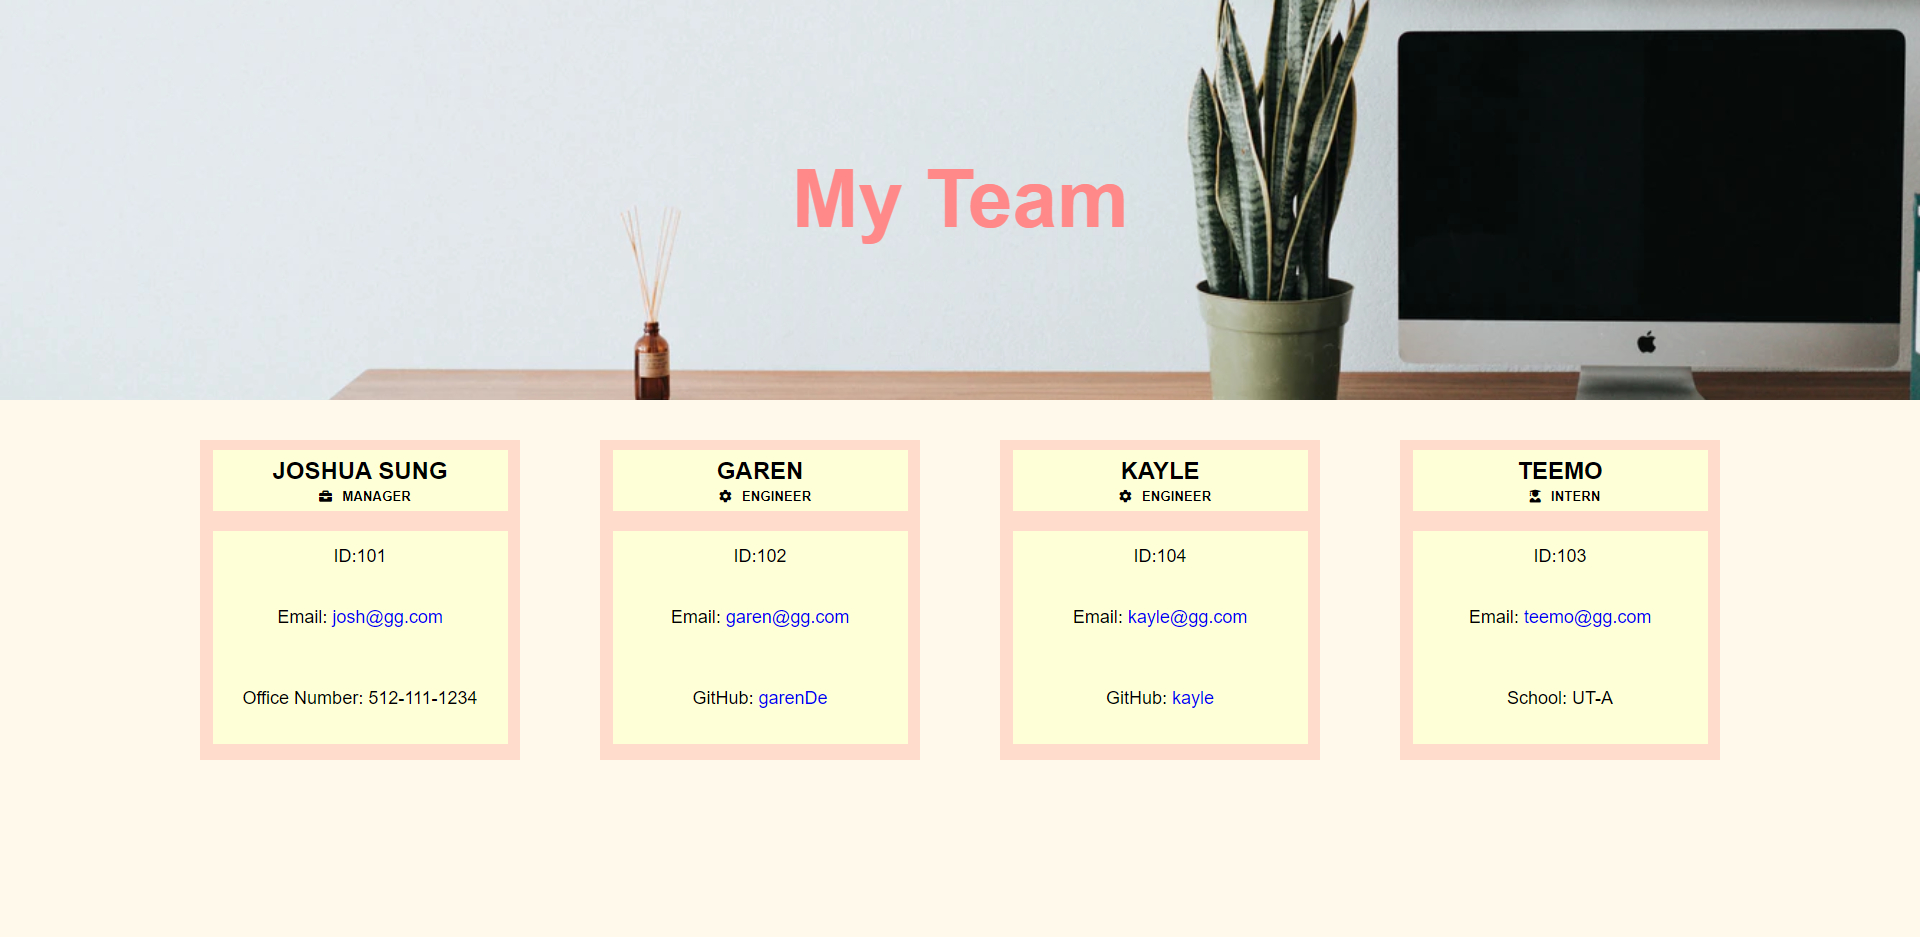 My Team
JOSHUA SUNG
MANAGER
ID:101
Email: josh@gg.com
Office Number: 512-111-1234
GAREN
ENGINEER
ID:102
Email: garen@gg.com
GitHub: garenDe
KAYLE
ENGINEER
ID:104
Email: kayle@gg.com
GitHub: kayle
TEEMO
INTERN
ID:103
Email: teemo@gg.com
School: UT-A